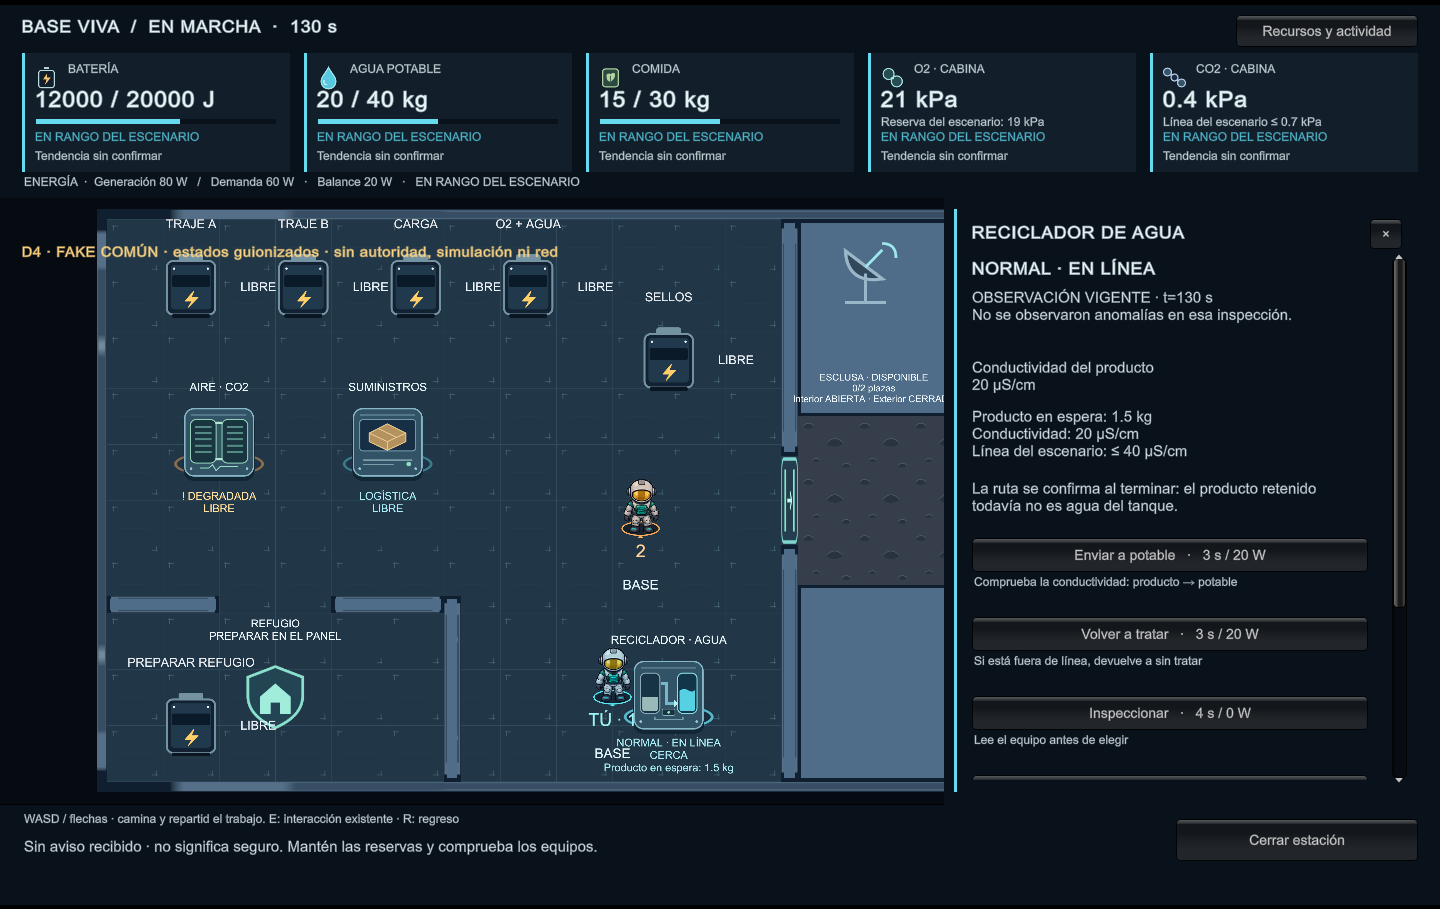 BASE VIVA / EN MARCHA · 130 s
Recursos y actividad
BATERÍA
12000 / 20000 J
EN RANGO DEL ESCENARIO
Tendencia sin confirmar
AGUA POTABLE
20 / 40 kg
EN RANGO DEL ESCENARIO
Tendencia sin confirmar
COMIDA
15 / 30 kg
EN RANGO DEL ESCENARIO
Tendencia sin confirmar
O2 · CABINA
21 kPa
Reserva del escenario: 19 kPa
EN RANGO DEL ESCENARIO
Tendencia sin confirmar
CO2 · CABINA
0.4 kPa
Línea del escenario ≤ 0.7 kPa
EN RANGO DEL ESCENARIO
Tendencia sin confirmar
ENERGÍA · Generación 80 W / Demanda 60 W · Balance 20 W · EN RANGO DEL ESCENARIO
TRAJE A
TRAJE B
CARGA
O2 + AGUA
D4 · FAKE COMÚN · estados guionizados · sin autoridad, simulación ni red
LIBRE
LIBRE
LIBRE
LIBRE
SELLOS
LIBRE
ESCLUSA · DISPONIBLE
0/2 plazas
Interior ABIERTA · Exterior CERRAD
AIRE · CO2
! DEGRADADA
LIBRE
SUMINISTROS
LOGÍSTICA
LIBRE
2
BASE
REFUGIO
PREPARAR EN EL PANEL
PREPARAR REFUGIO
LIBRE
RECICLADOR · AGUA
TÚ · 1
BASE
NORMAL · EN LÍNEA
CERCA
Producto en espera: 1.5 kg
RECICLADOR DE AGUA
×
NORMAL · EN LÍNEA
OBSERVACIÓN VIGENTE · t=130 s
No se observaron anomalías en esa inspección.
Conductividad del producto
20 µS/cm
Producto en espera: 1.5 kg
Conductividad: 20 µS/cm
Línea del escenario: ≤ 40 µS/cm
La ruta se confirma al terminar: el producto retenido
todavía no es agua del tanque.
Enviar a potable · 3 s / 20 W
Comprueba la conductividad: producto → potable
Volver a tratar · 3 s / 20 W
Si está fuera de línea, devuelve a sin tratar
Inspeccionar · 4 s / 0 W
Lee el equipo antes de elegir
WASD / flechas · camina y repartid el trabajo. E: interacción existente · R: regreso
Sin aviso recibido · no significa seguro. Mantén las reservas y comprueba los equipos.
Cerrar estación